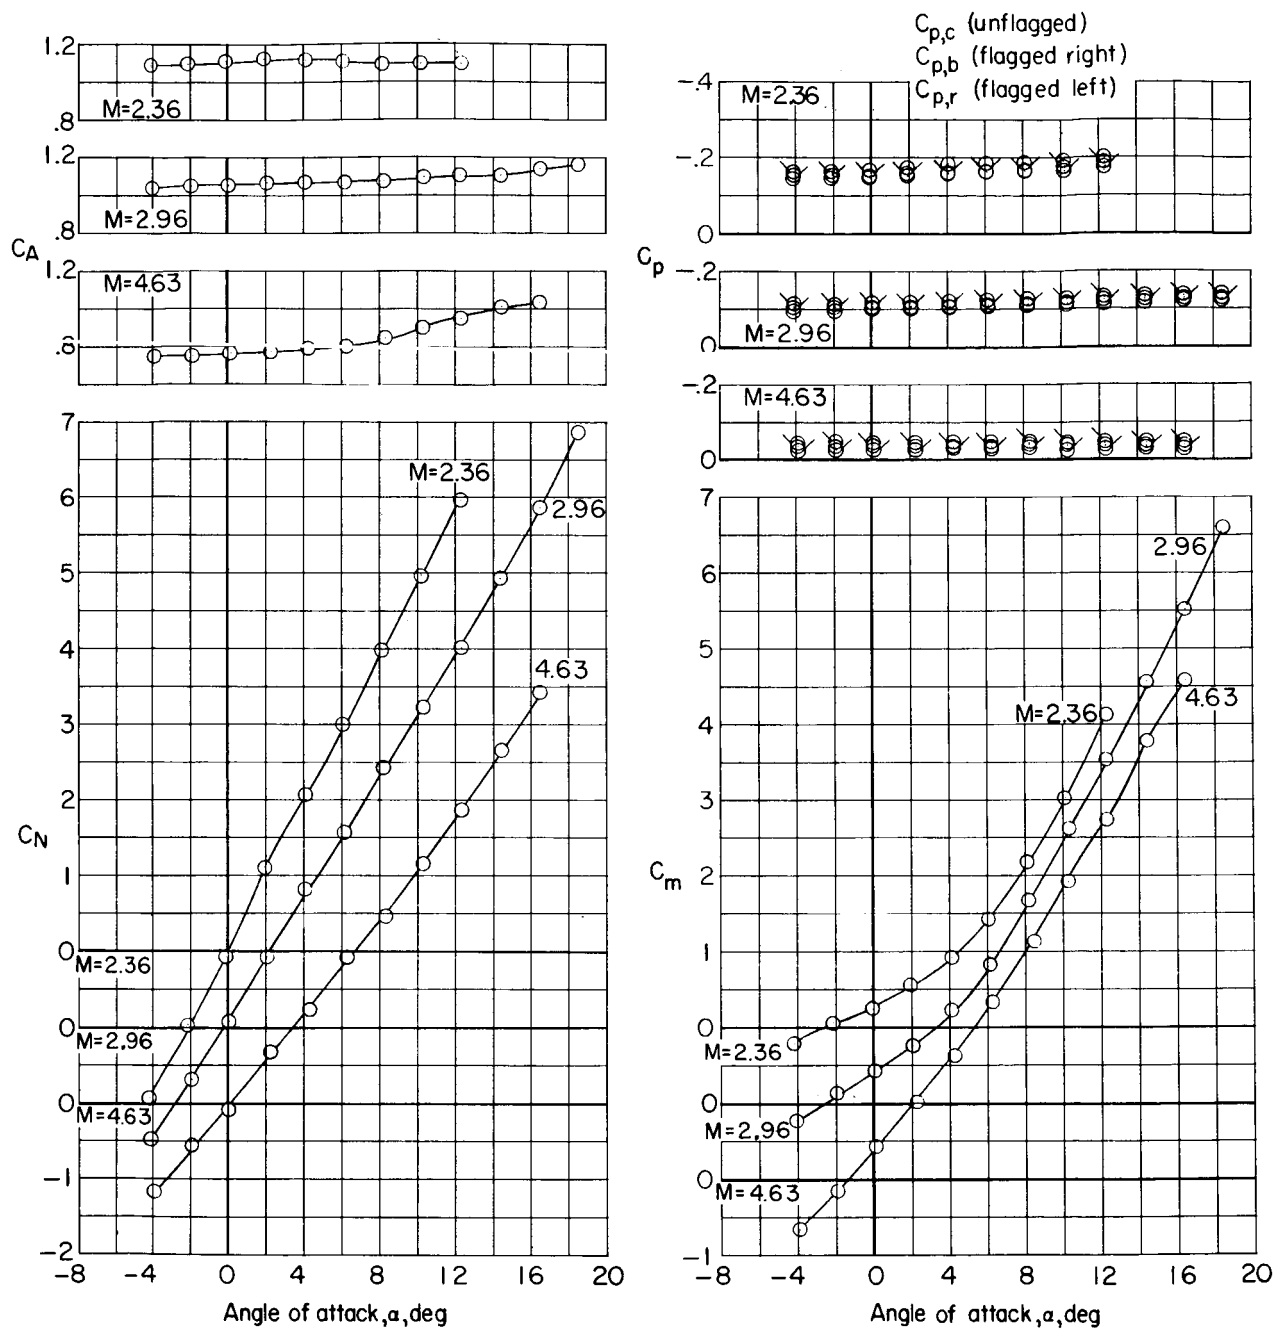 1.2
M=2.36
.8
1.2
M=2.96
.8
C_A
1.2
M=4.63
.8
7
M=2.36
6
2.96
5
4
4.63
3
2
C_N
1
0
M=2.36
0
M=2.96
0
M=4.63
-1
-2
-8 -4 0 4 8 12 16 20
Angle of attack, α, deg
C_p,c (unflagged)
C_p,b (flagged right)
C_p,r (flagged left)
-.4
M=2.36
-.2
0
C_p
-.2
M=2.96
0
-.2
M=4.63
0
7
2.96
6
5
4.63
M=2.36
4
3
C_m
2
1
0
M=2.36
0
M=2.96
0
M=4.63
-1
-8 -4 0 4 8 12 16 20
Angle of attack, α, deg